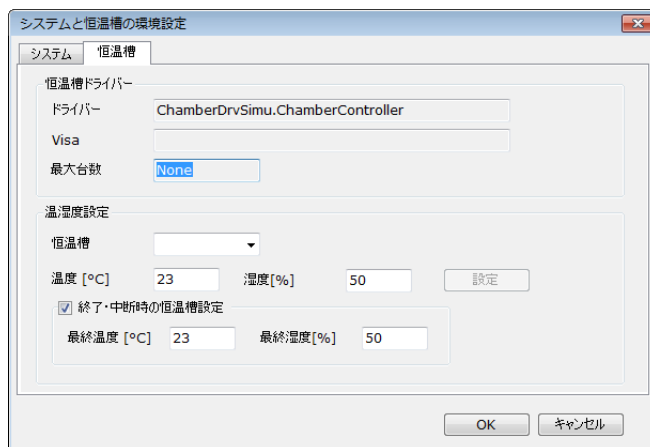 システムと恒温槽の環境設定
システム 恒温槽
恒温槽ドライバー
ドライバー ChamberDrvSimu.ChamberController
Visa
最大台数 None
温湿度設定
恒温槽
温度 [°C] 23 湿度[%] 50 設定
終了・中断時の恒温槽設定
最終温度 [°C] 23 最終湿度[%] 50
OK キャンセル